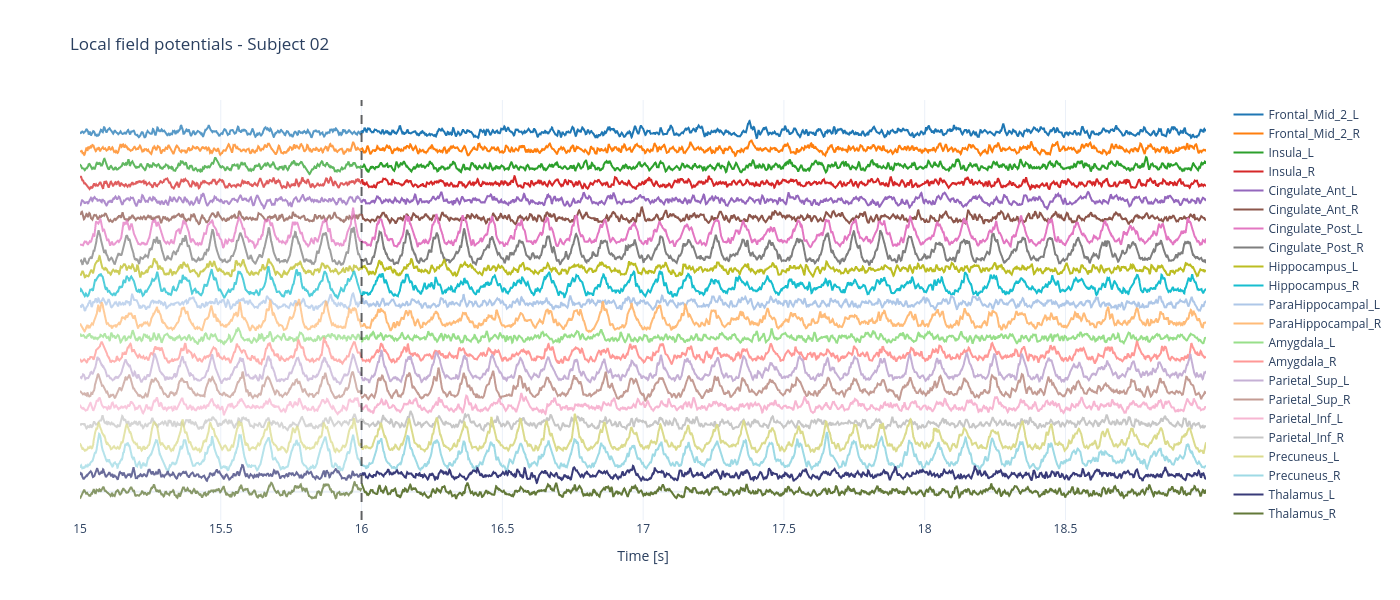 Local field potentials - Subject 02
Frontal_Mid_2_L
Frontal_Mid_2_R
Insula_L
Insula_R
Cingulate_Ant_L
Cingulate_Ant_R
Cingulate_Post_L
Cingulate_Post_R
Hippocampus_L
Hippocampus_R
ParaHippocampal_L
ParaHippocampal_R
Amygdala_L
Amygdala_R
Parietal_Sup_L
Parietal_Sup_R
Parietal_Inf_L
Parietal_Inf_R
Precuneus_L
Precuneus_R
Thalamus_L
Thalamus_R
15 15.5 16 16.5 17 17.5 18 18.5
Time [s]